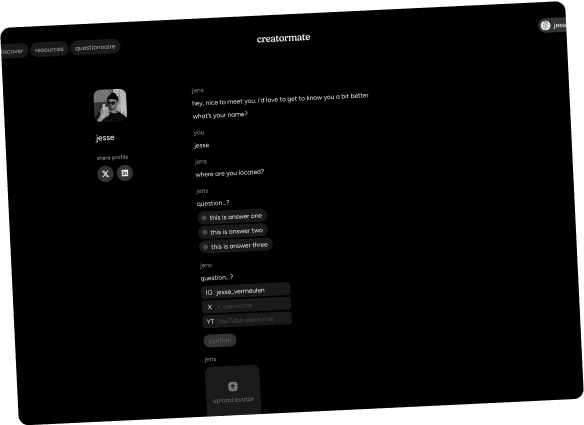 discover resources questionnaire
creatormate
jesse
jesse
share profile
jens
hey, nice to meet you. i'd love to get to know you a bit better
what's your name?
you
jesse
jens
where are you located?
jens
question_?
this is answer one
this is answer two
this is answer three
jens
question_?
IG jesse_vermeulen
X X username
YT YouTube username
confirm
jens
upload avatar